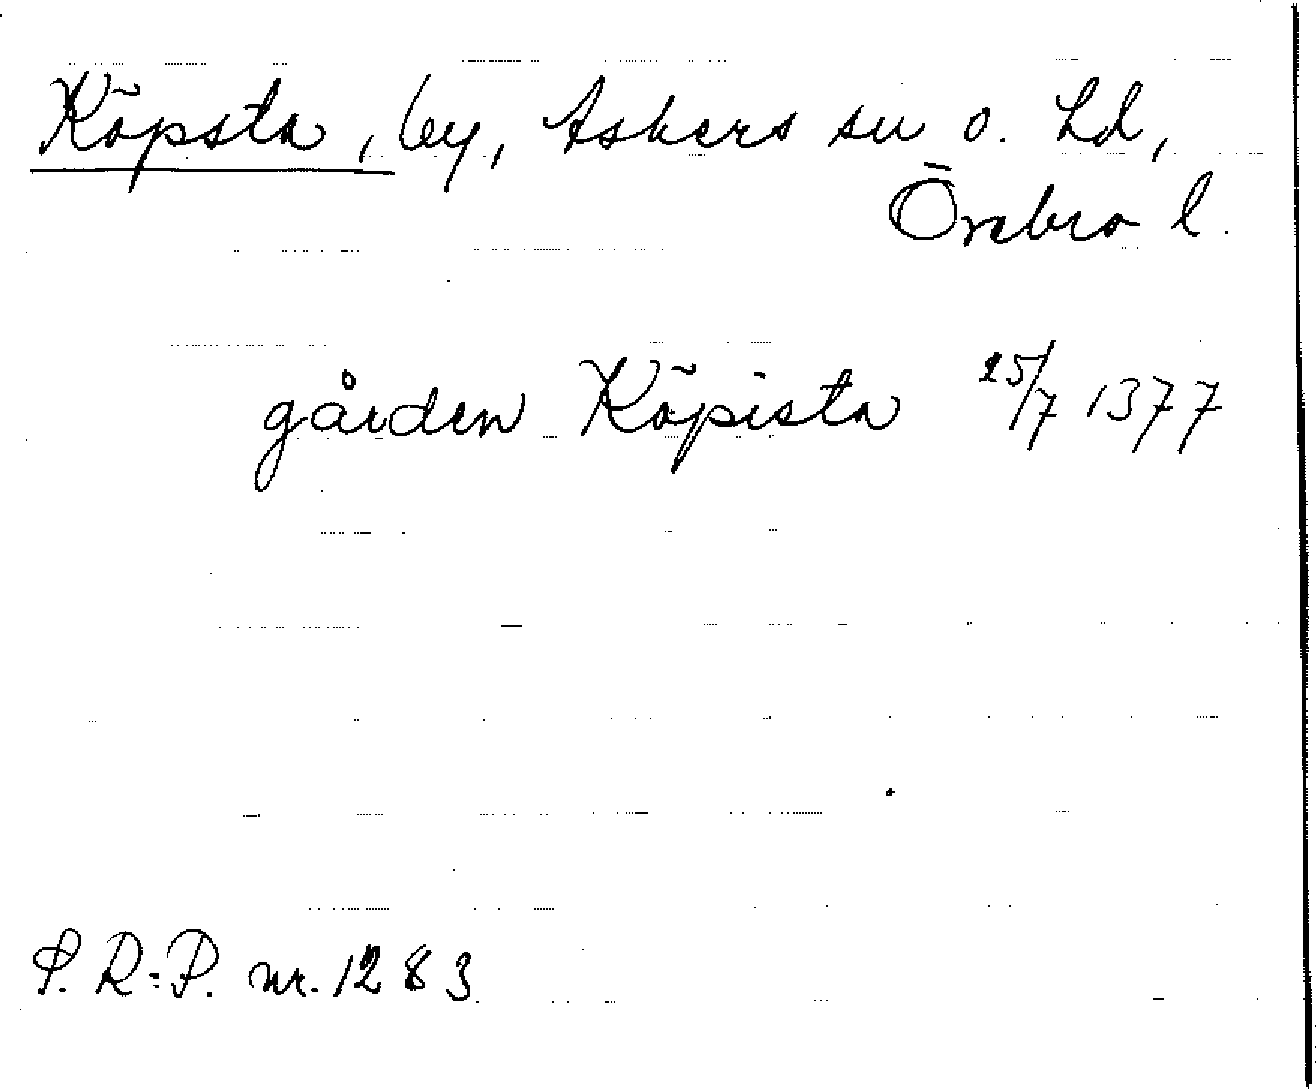 Köpsta, by, Askers sn o. hd,
Örebro l.
gården Köpista 25/7 1377
S. R:P. nr. 1283